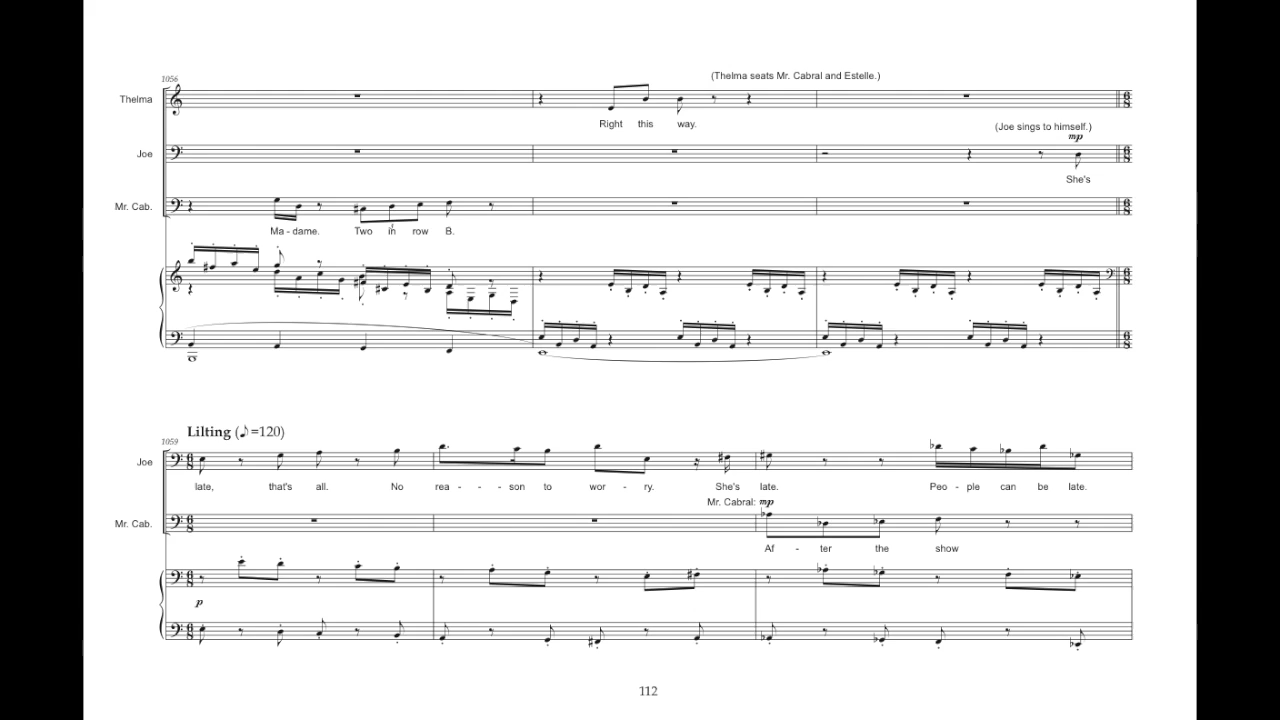 1056
(Thelma seats Mr. Cabral and Estelle.)
Thelma
Right this way.
(Joe sings to himself.)
mp
Joe
She's
Mr. Cab.
Ma - dame. Two in row B.
1059
Lilting (♪=120)
Joe
late, that's all. No rea - - - son to wor - ry. She's late. Peo - ple can be late.
Mr. Cabral: mp
Mr. Cab.
Af - ter the show
p
112